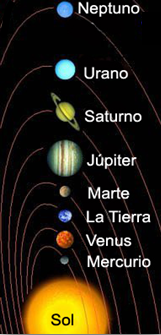 Neptuno
Urano
Saturno
Júpiter
Marte
La Tierra
Venus
Mercurio
Sol